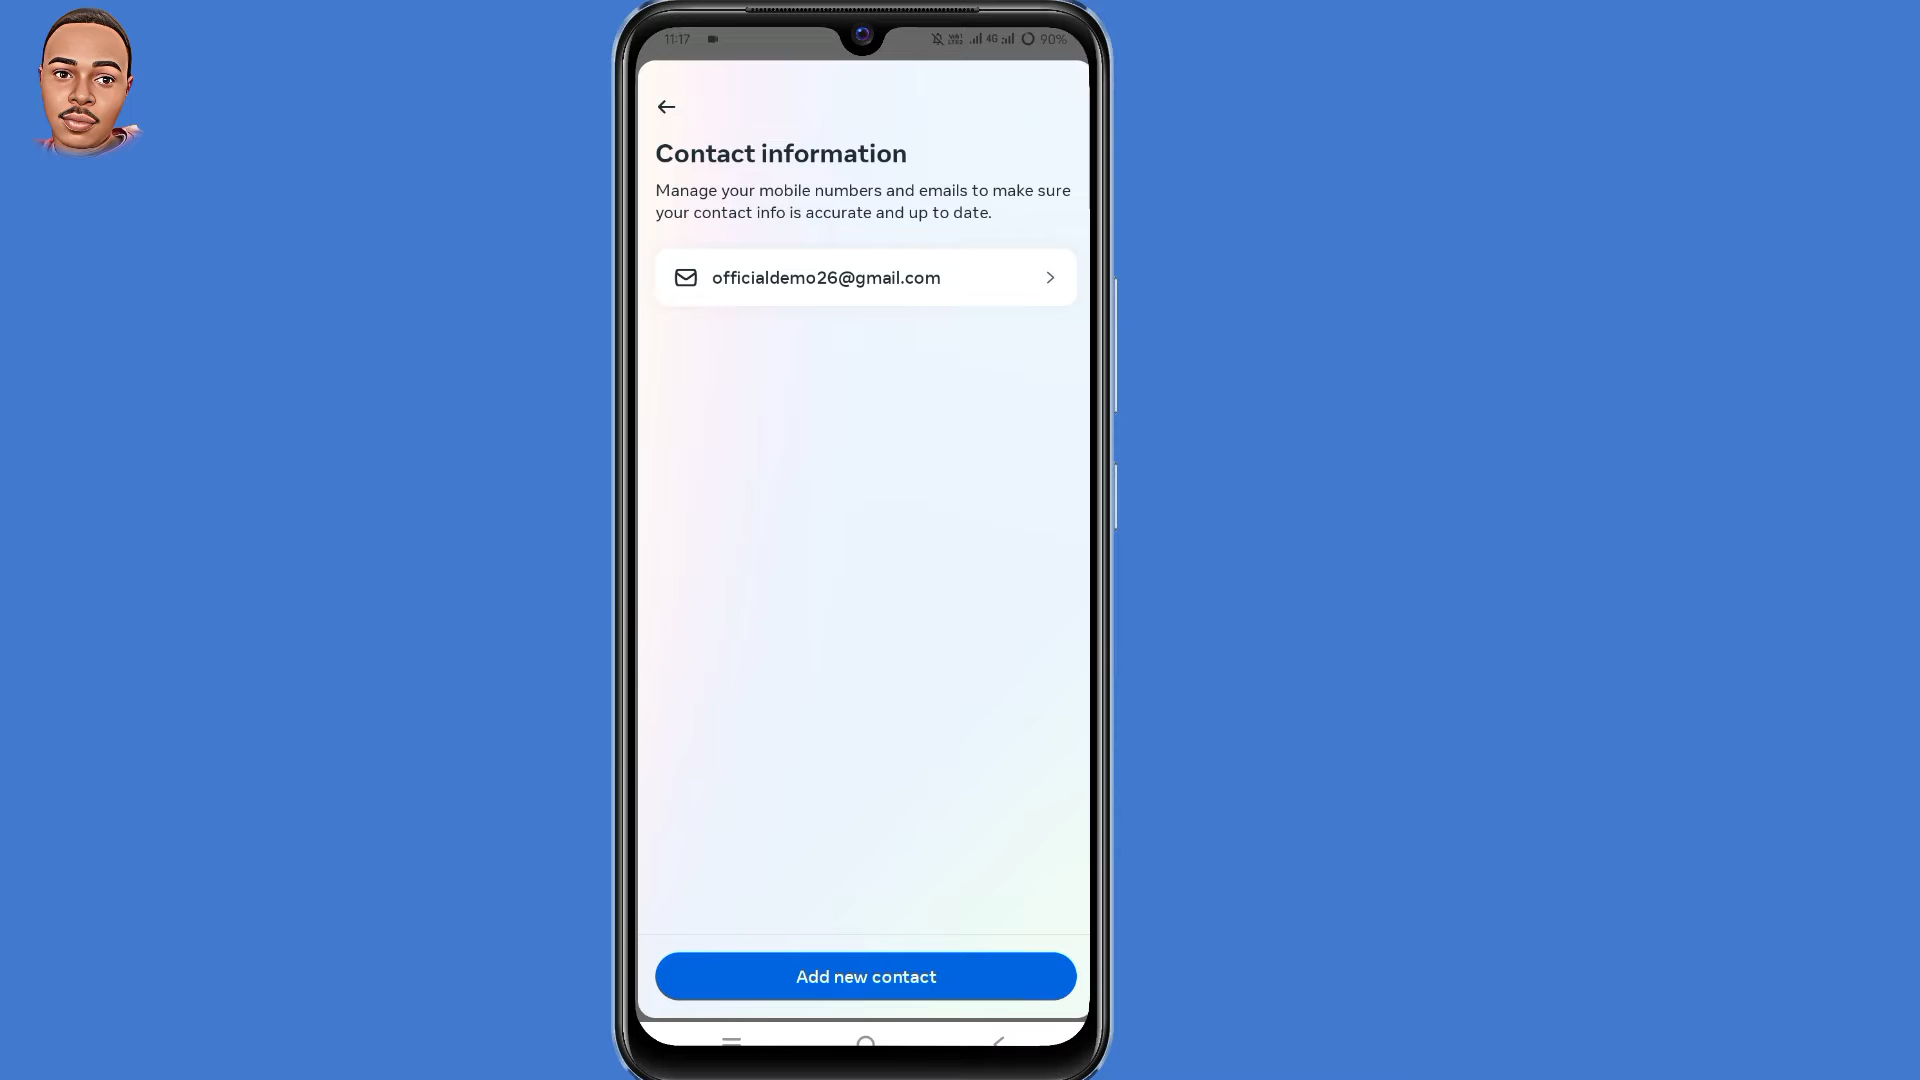 11:17
4G
90%
Contact information
Manage your mobile numbers and emails to make sure
your contact info is accurate and up to date.
officialdemo26@gmail.com
Add new contact